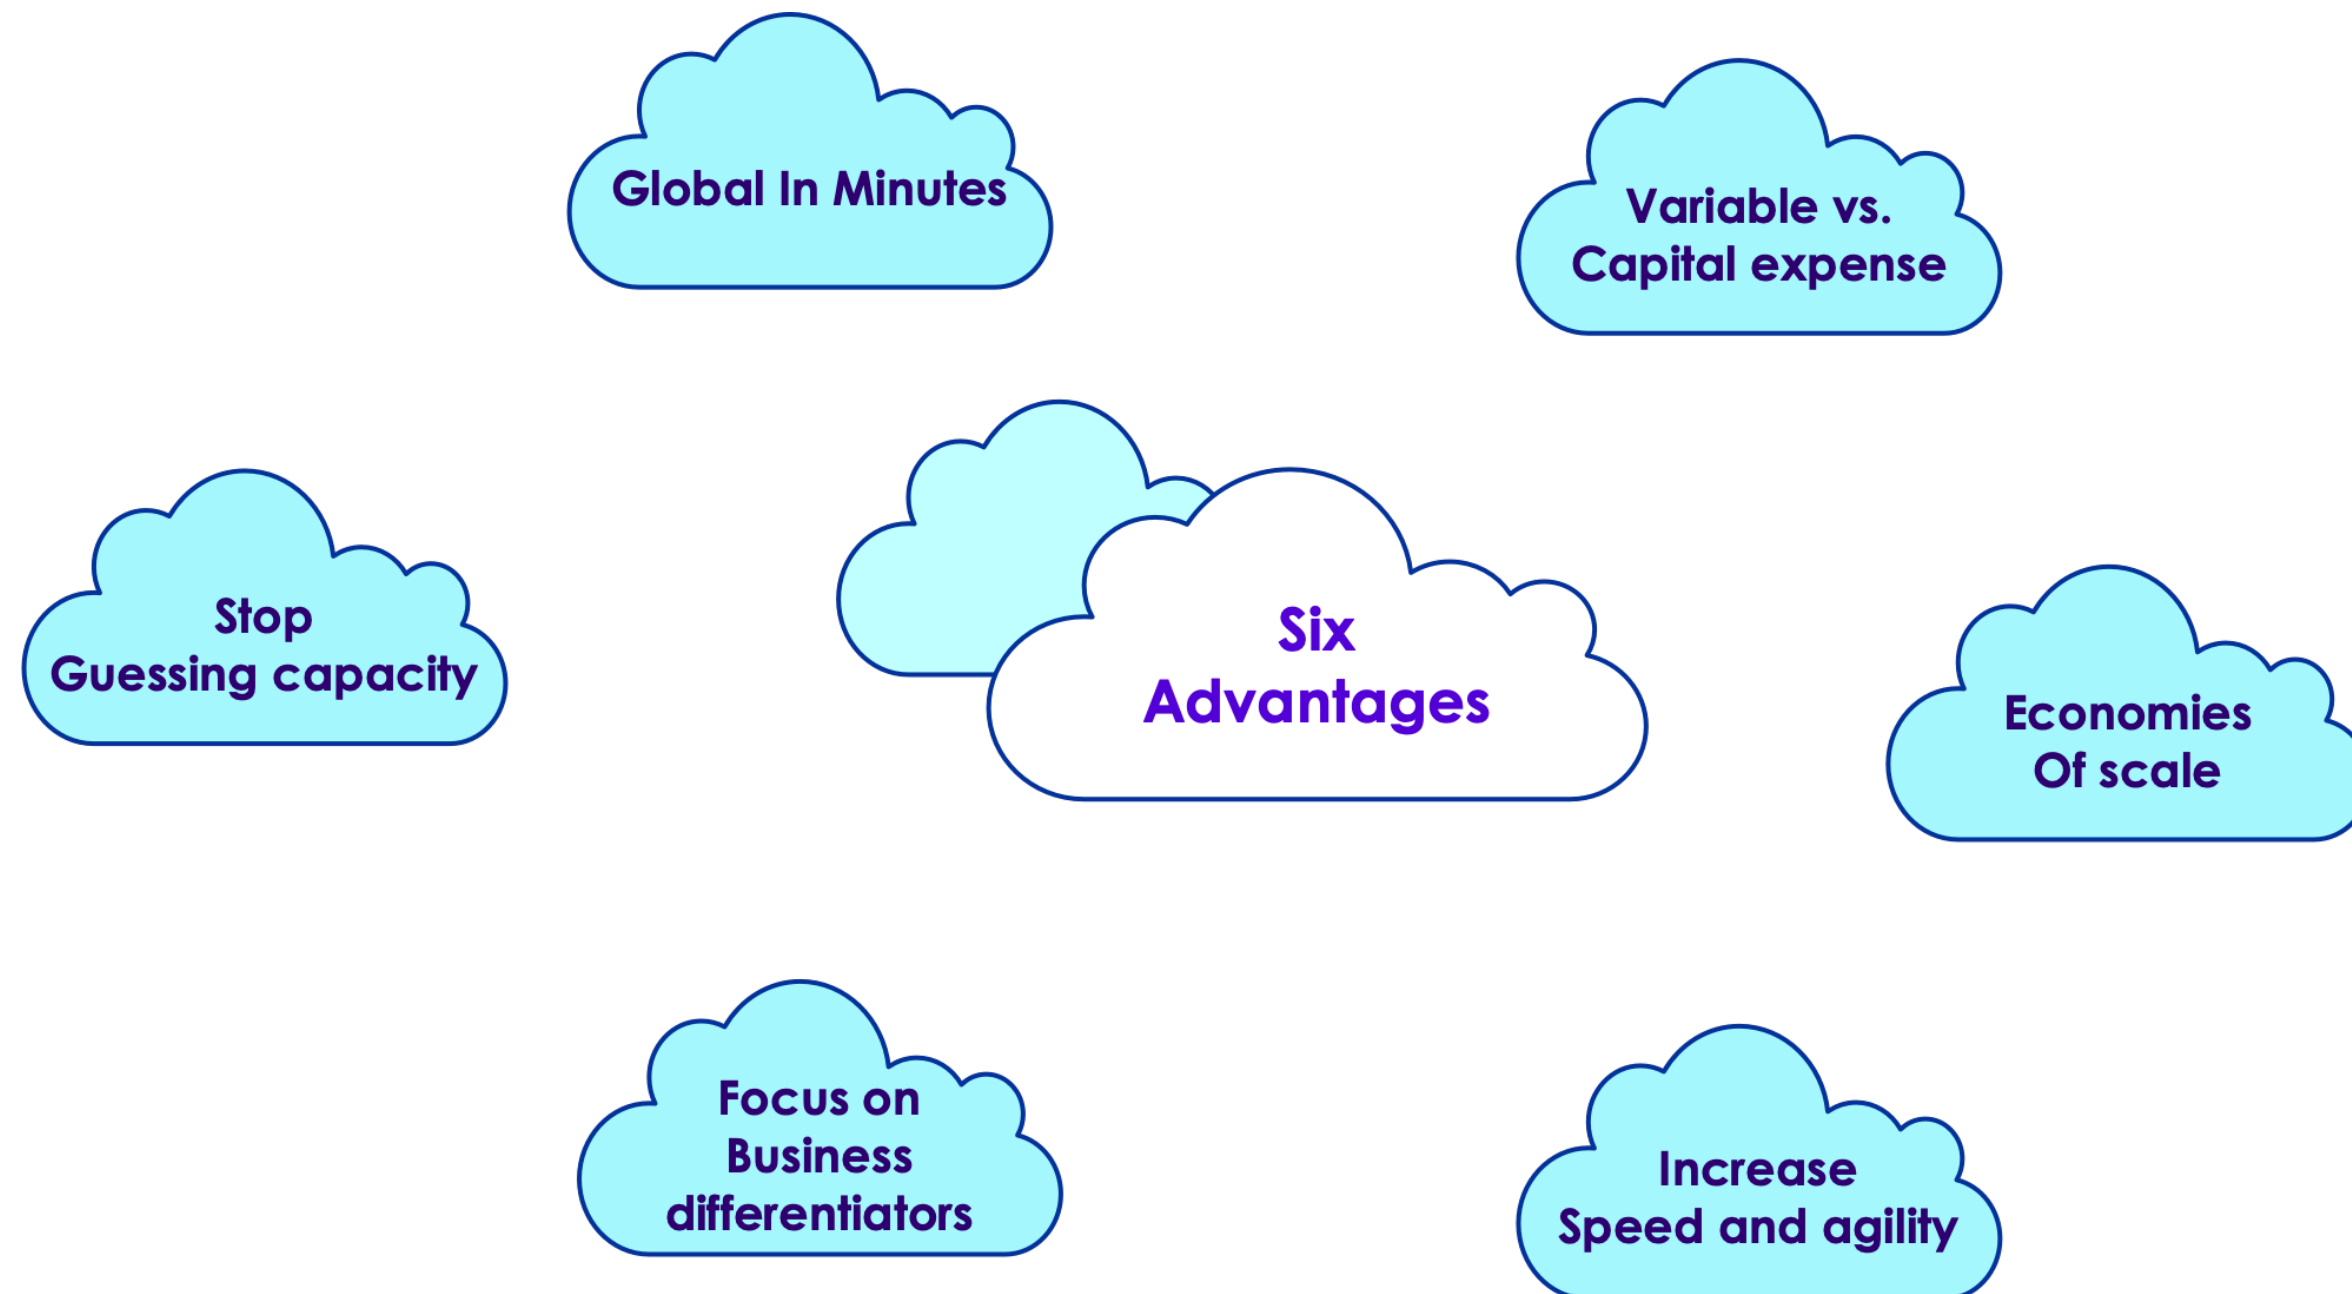 Global In Minutes
Variable vs.
Capital expense
Stop
Guessing capacity
Six
Advantages
Economies
Of scale
Focus on
Business
differentiators
Increase
Speed and agility